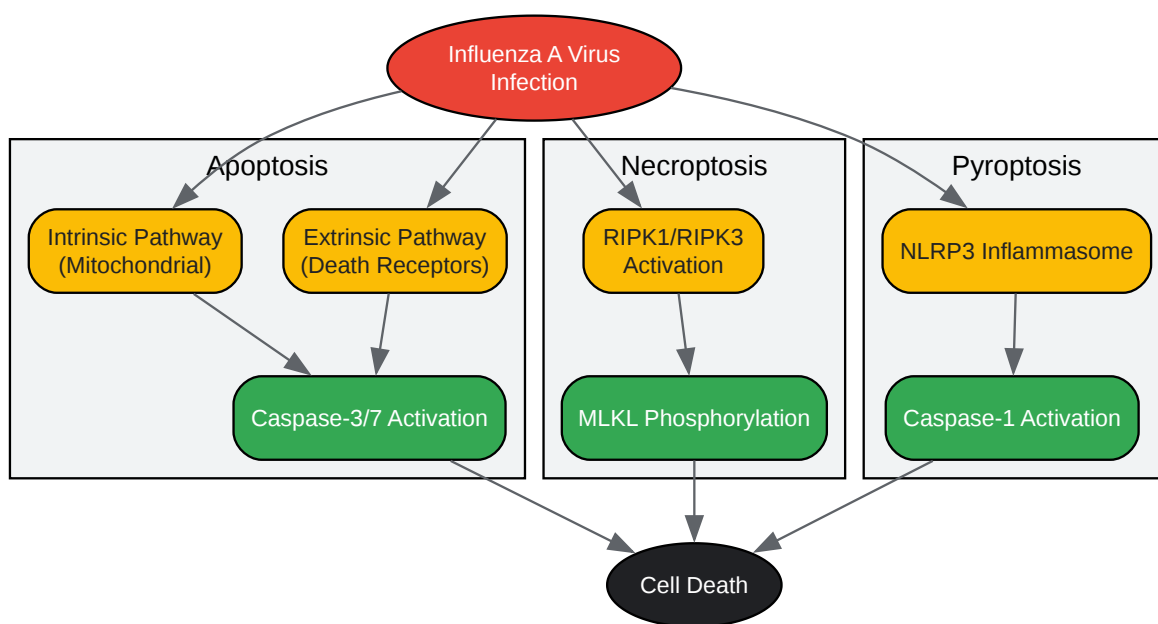 Influenza A Virus
Infection
Apoptosis
Necroptosis
Pyroptosis
Intrinsic Pathway
(Mitochondrial)
Extrinsic Pathway
(Death Receptors)
RIPK1/RIPK3
Activation
NLRP3 Inflammasome
Caspase-3/7 Activation
MLKL Phosphorylation
Caspase-1 Activation
Cell Death